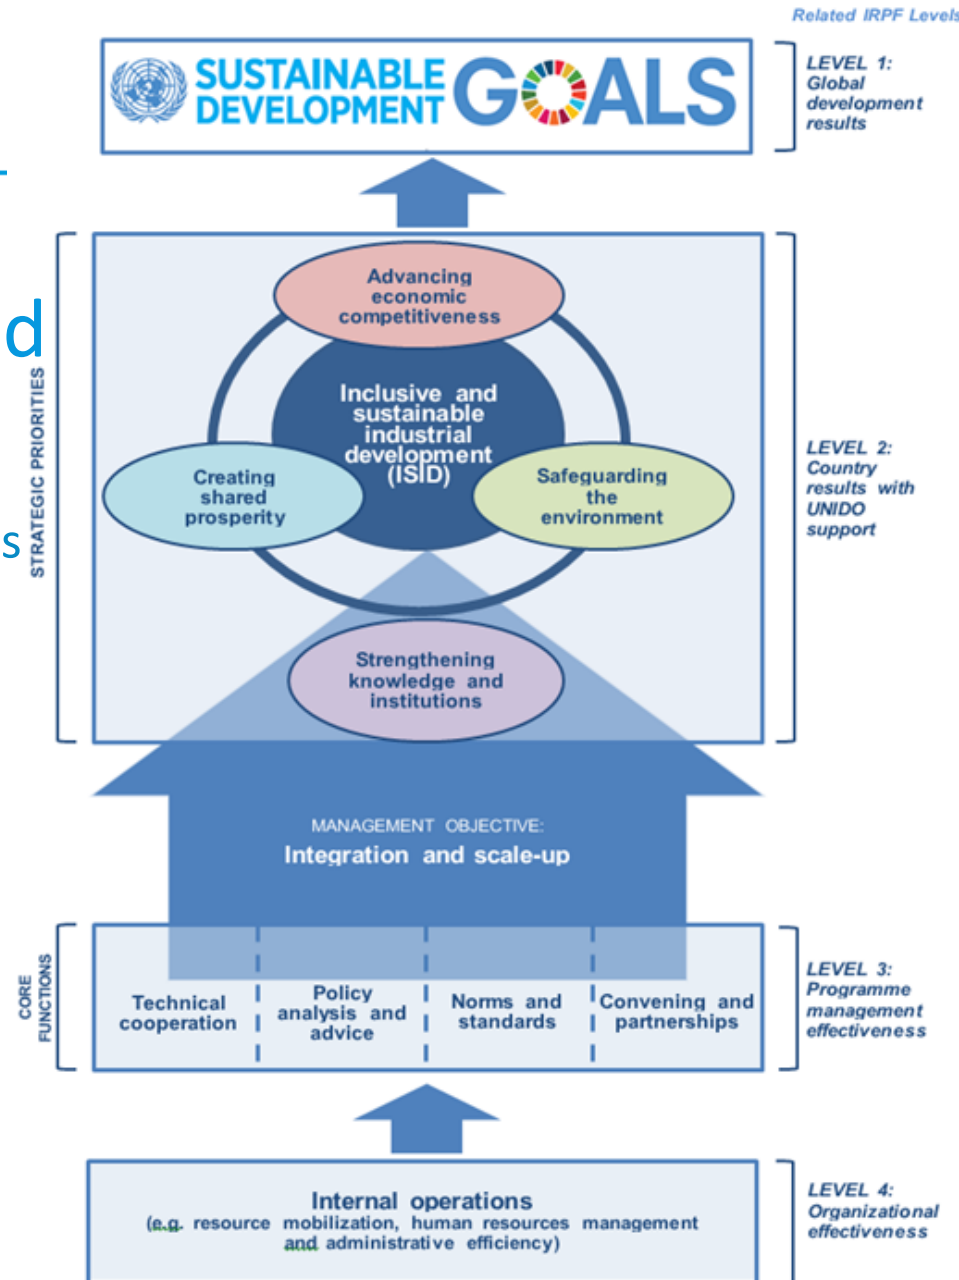 Related IRPF Levels
SUSTAINABLE
DEVELOPMENT
GOALS
LEVEL 1:
Global
development
results
d
s
STRATEGIC PRIORITIES
Advancing
economic
competitiveness
Inclusive and
sustainable
industrial
development
(ISID)
Creating
shared
prosperity
Safeguarding
the
environment
Strengthening
knowledge and
institutions
LEVEL 2:
Country
results with
UNIDO
support
MANAGEMENT OBJECTIVE:
Integration and scale-up
CORE
FUNCTIONS
Technical
cooperation
Policy
analysis and
advice
Norms and
standards
Convening and
partnerships
LEVEL 3:
Programme
management
effectiveness
Internal operations
(e.g. resource mobilization, human resources management
and administrative efficiency)
LEVEL 4:
Organizational
effectiveness